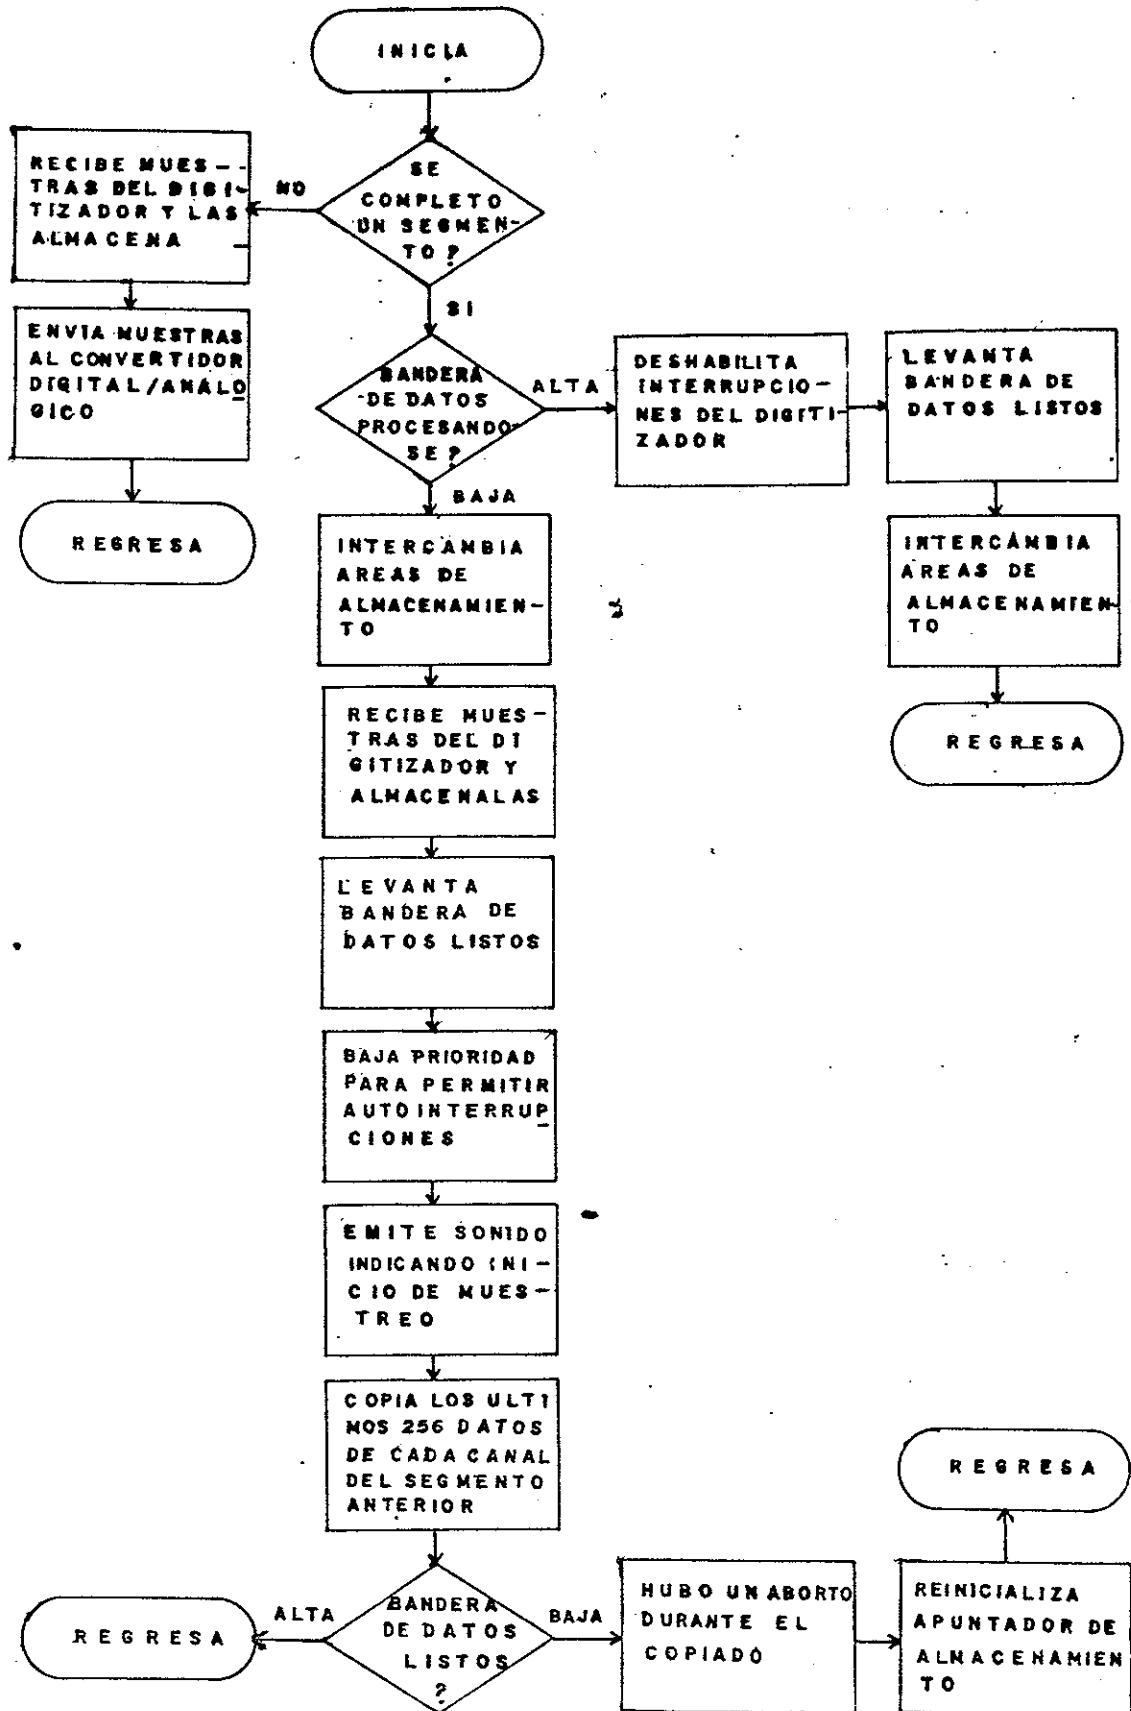 INICIA
SE
COMPLETO
UN SEGMEN-
TO ?
NO
RECIBE MUES-
TRAS DEL DIGI-
TIZADOR Y LAS
ALMACENA
ENVIA MUESTRAS
AL CONVERTIDOR
DIGITAL/ANALO
GICO
REGRESA
SI
BANDERA
DE DATOS
PROCESANDO-
SE ?
ALTA
DESHABILITA
INTERRUPCIO-
NES DEL DIGITI-
ZADOR
LEVANTA
BANDERA DE
DATOS LISTOS
INTERCAMBIA
AREAS DE
ALMACENAMIEN-
TO
REGRESA
BAJA
INTERCAMBIA
AREAS DE
ALMACENAMIEN-
TO
RECIBE MUES-
TRAS DEL DI
GITIZADOR Y
ALMACENALAS
LEVANTA
BANDERA DE
DATOS LISTOS
BAJA PRIORIDAD
PARA PERMITIR
AUTOINTERRUP
CIONES
EMITE SONIDO
INDICANDO INI-
CIO DE MUES-
TREO
COPIA LOS ULTI
MOS 256 DATOS
DE CADA CANAL
DEL SEGMENTO
ANTERIOR
BANDERA
DE DATOS
LISTOS
?
ALTA
REGRESA
BAJA
HUBO UN ABORTO
DURANTE EL
COPIADO
REINICIALIZA
APUNTADOR DE
ALMACENAMIEN
TO
REGRESA